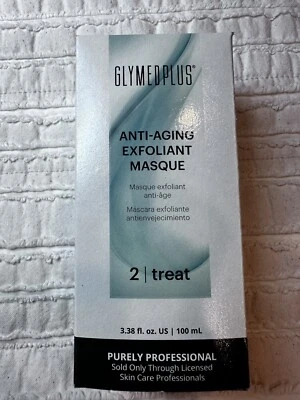 GLYMEDPLUS®
ANTI-AGING
EXFOLIANT
MASQUE
Masque exfoliant
anti-âge
Máscara exfoliante
antienvejecimiento
2 | treat
3.38 fl. oz. US | 100 mL
PURELY PROFESSIONAL
Sold Only Through Licensed
Skin Care Professionals